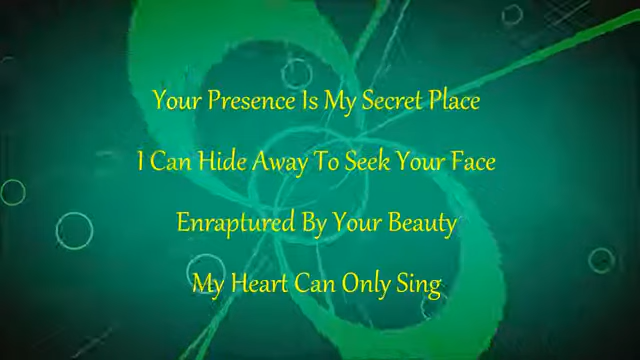 Your Presence Is My Secret Place
I Can Hide Away To Seek Your Face
Enraptured By Your Beauty
My Heart Can Only Sing